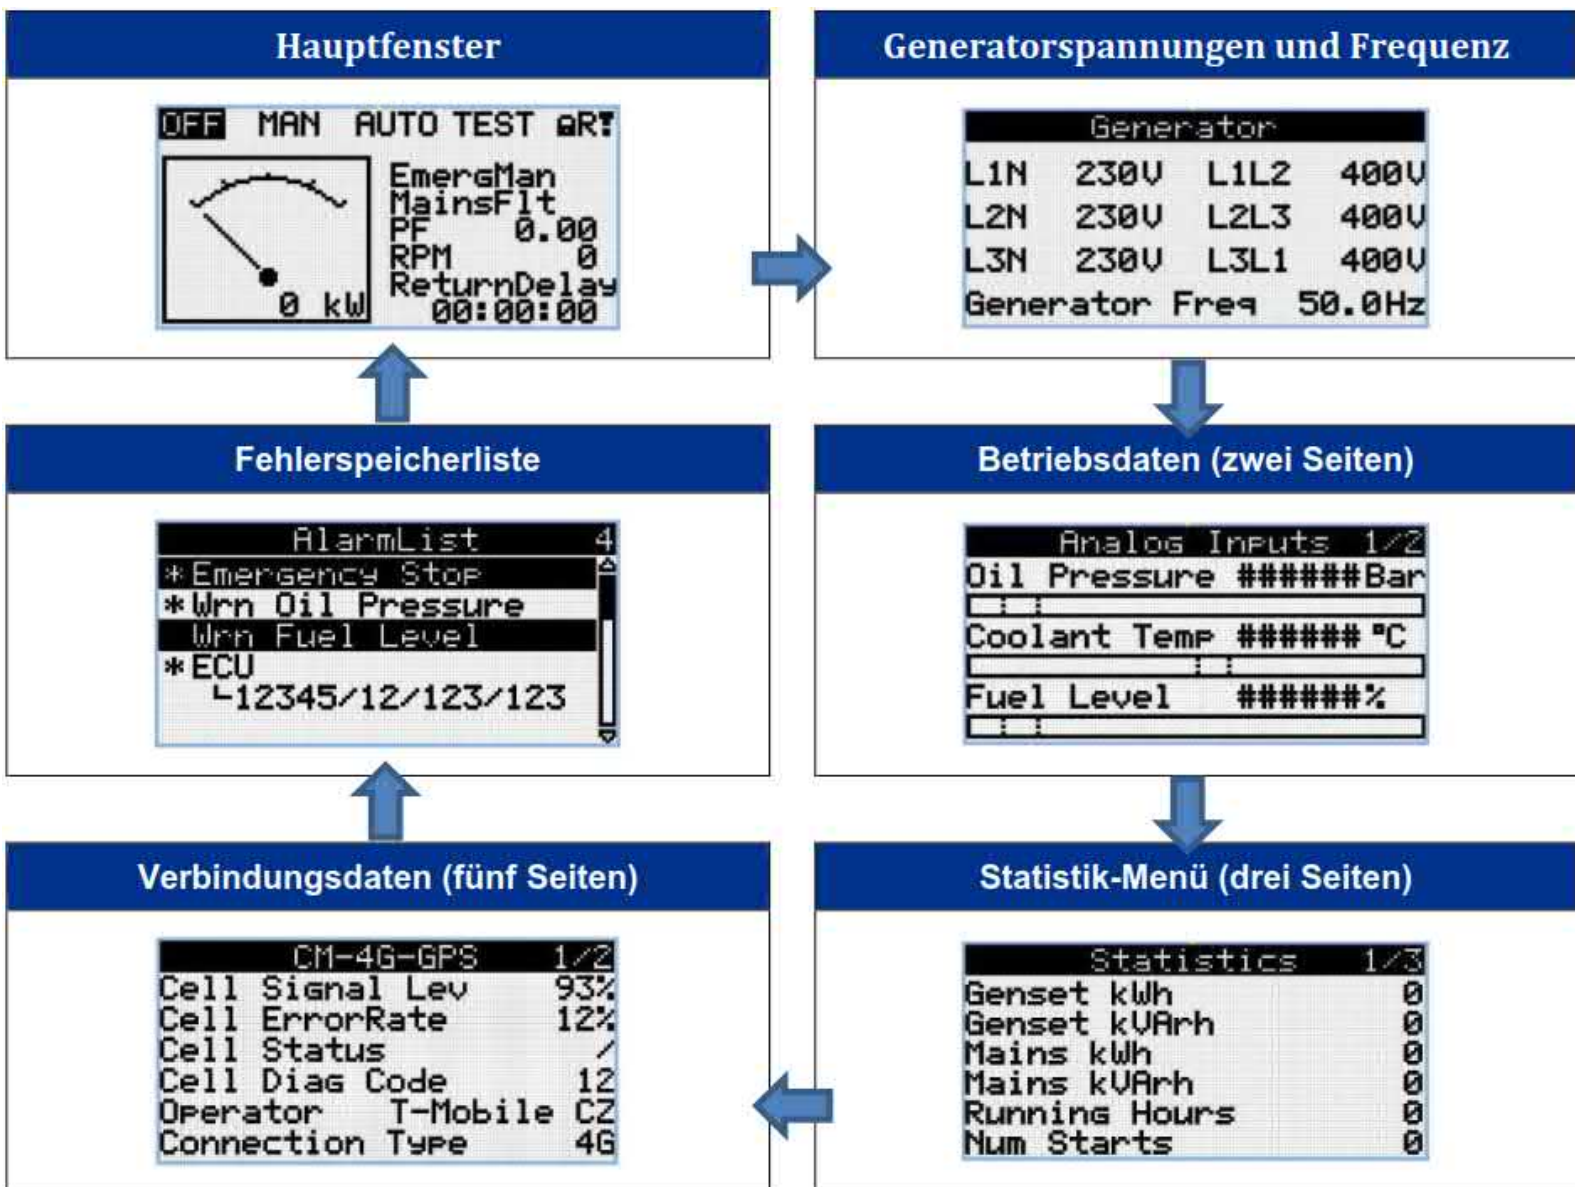 Hauptfenster
OFF MAN AUTO TEST R
EmergMan
MainsFlt
PF 0.00
RPM 0
ReturnDelay
00:00:00
0 kW
Generatorspannungen und Frequenz
Generator
L1N 230V L1L2 400V
L2N 230V L2L3 400V
L3N 230V L3L1 400V
Generator Freq 50.0Hz
Fehlerspeicherliste
AlarmList 4
*Emergency Stop
*Wrn Oil Pressure
Wrn Fuel Level
*ECU
└12345/12/123/123
Betriebsdaten (zwei Seiten)
Analog Inputs 1/2
Oil Pressure ######Bar
Coolant Temp ###### °C
Fuel Level ######%
Verbindungsdaten (fünf Seiten)
CM-4G-GPS 1/2
Cell Signal Lev 93%
Cell ErrorRate 12%
Cell Status /
Cell Diag Code 12
Operator T-Mobile CZ
Connection Type 4G
Statistik-Menü (drei Seiten)
Statistics 1/3
Genset kWh 0
Genset kVArh 0
Mains kWh 0
Mains kVArh 0
Running Hours 0
Num Starts 0